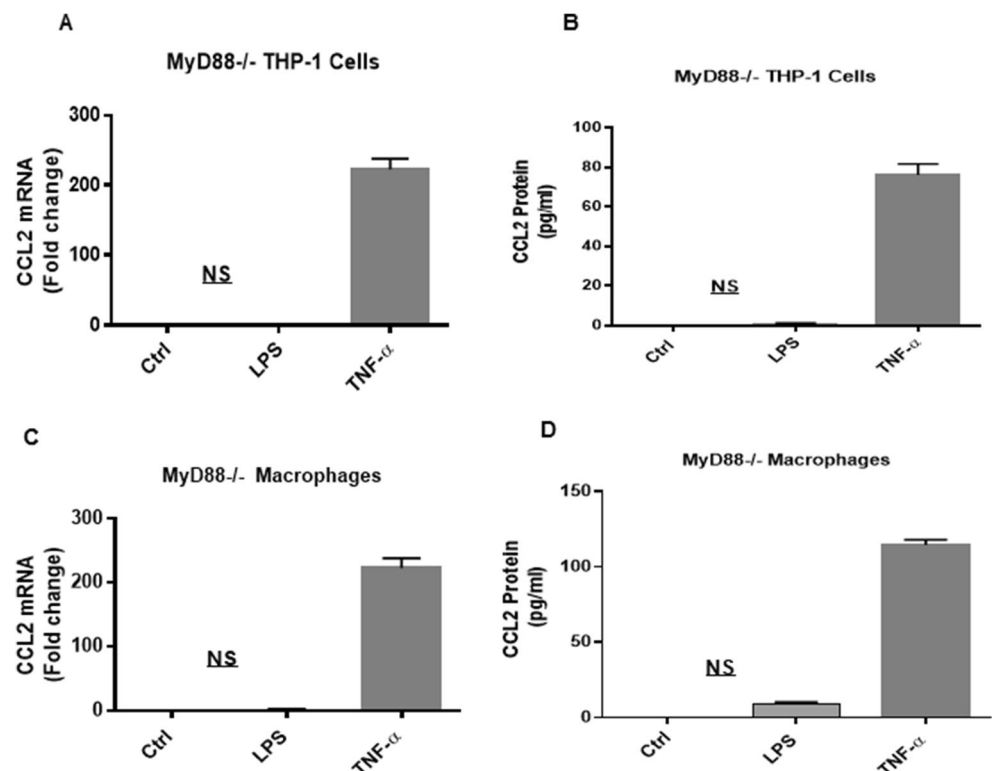 A
MyD88-/- THP-1 Cells
CCL2 mRNA
(Fold change)
300
200
100
0
NS
Ctrl
LPS
TNF-α
B
MyD88-/- THP-1 Cells
CCL2 Protein
(pg/ml)
100
80
60
40
20
0
NS
Ctrl
LPS
TNF-α
C
MyD88-/- Macrophages
CCL2 mRNA
(Fold change)
300
200
100
0
NS
Ctrl
LPS
TNF-α
D
MyD88-/- Macrophages
CCL2 Protein
(pg/ml)
150
100
50
0
NS
Ctrl
LPS
TNF-α